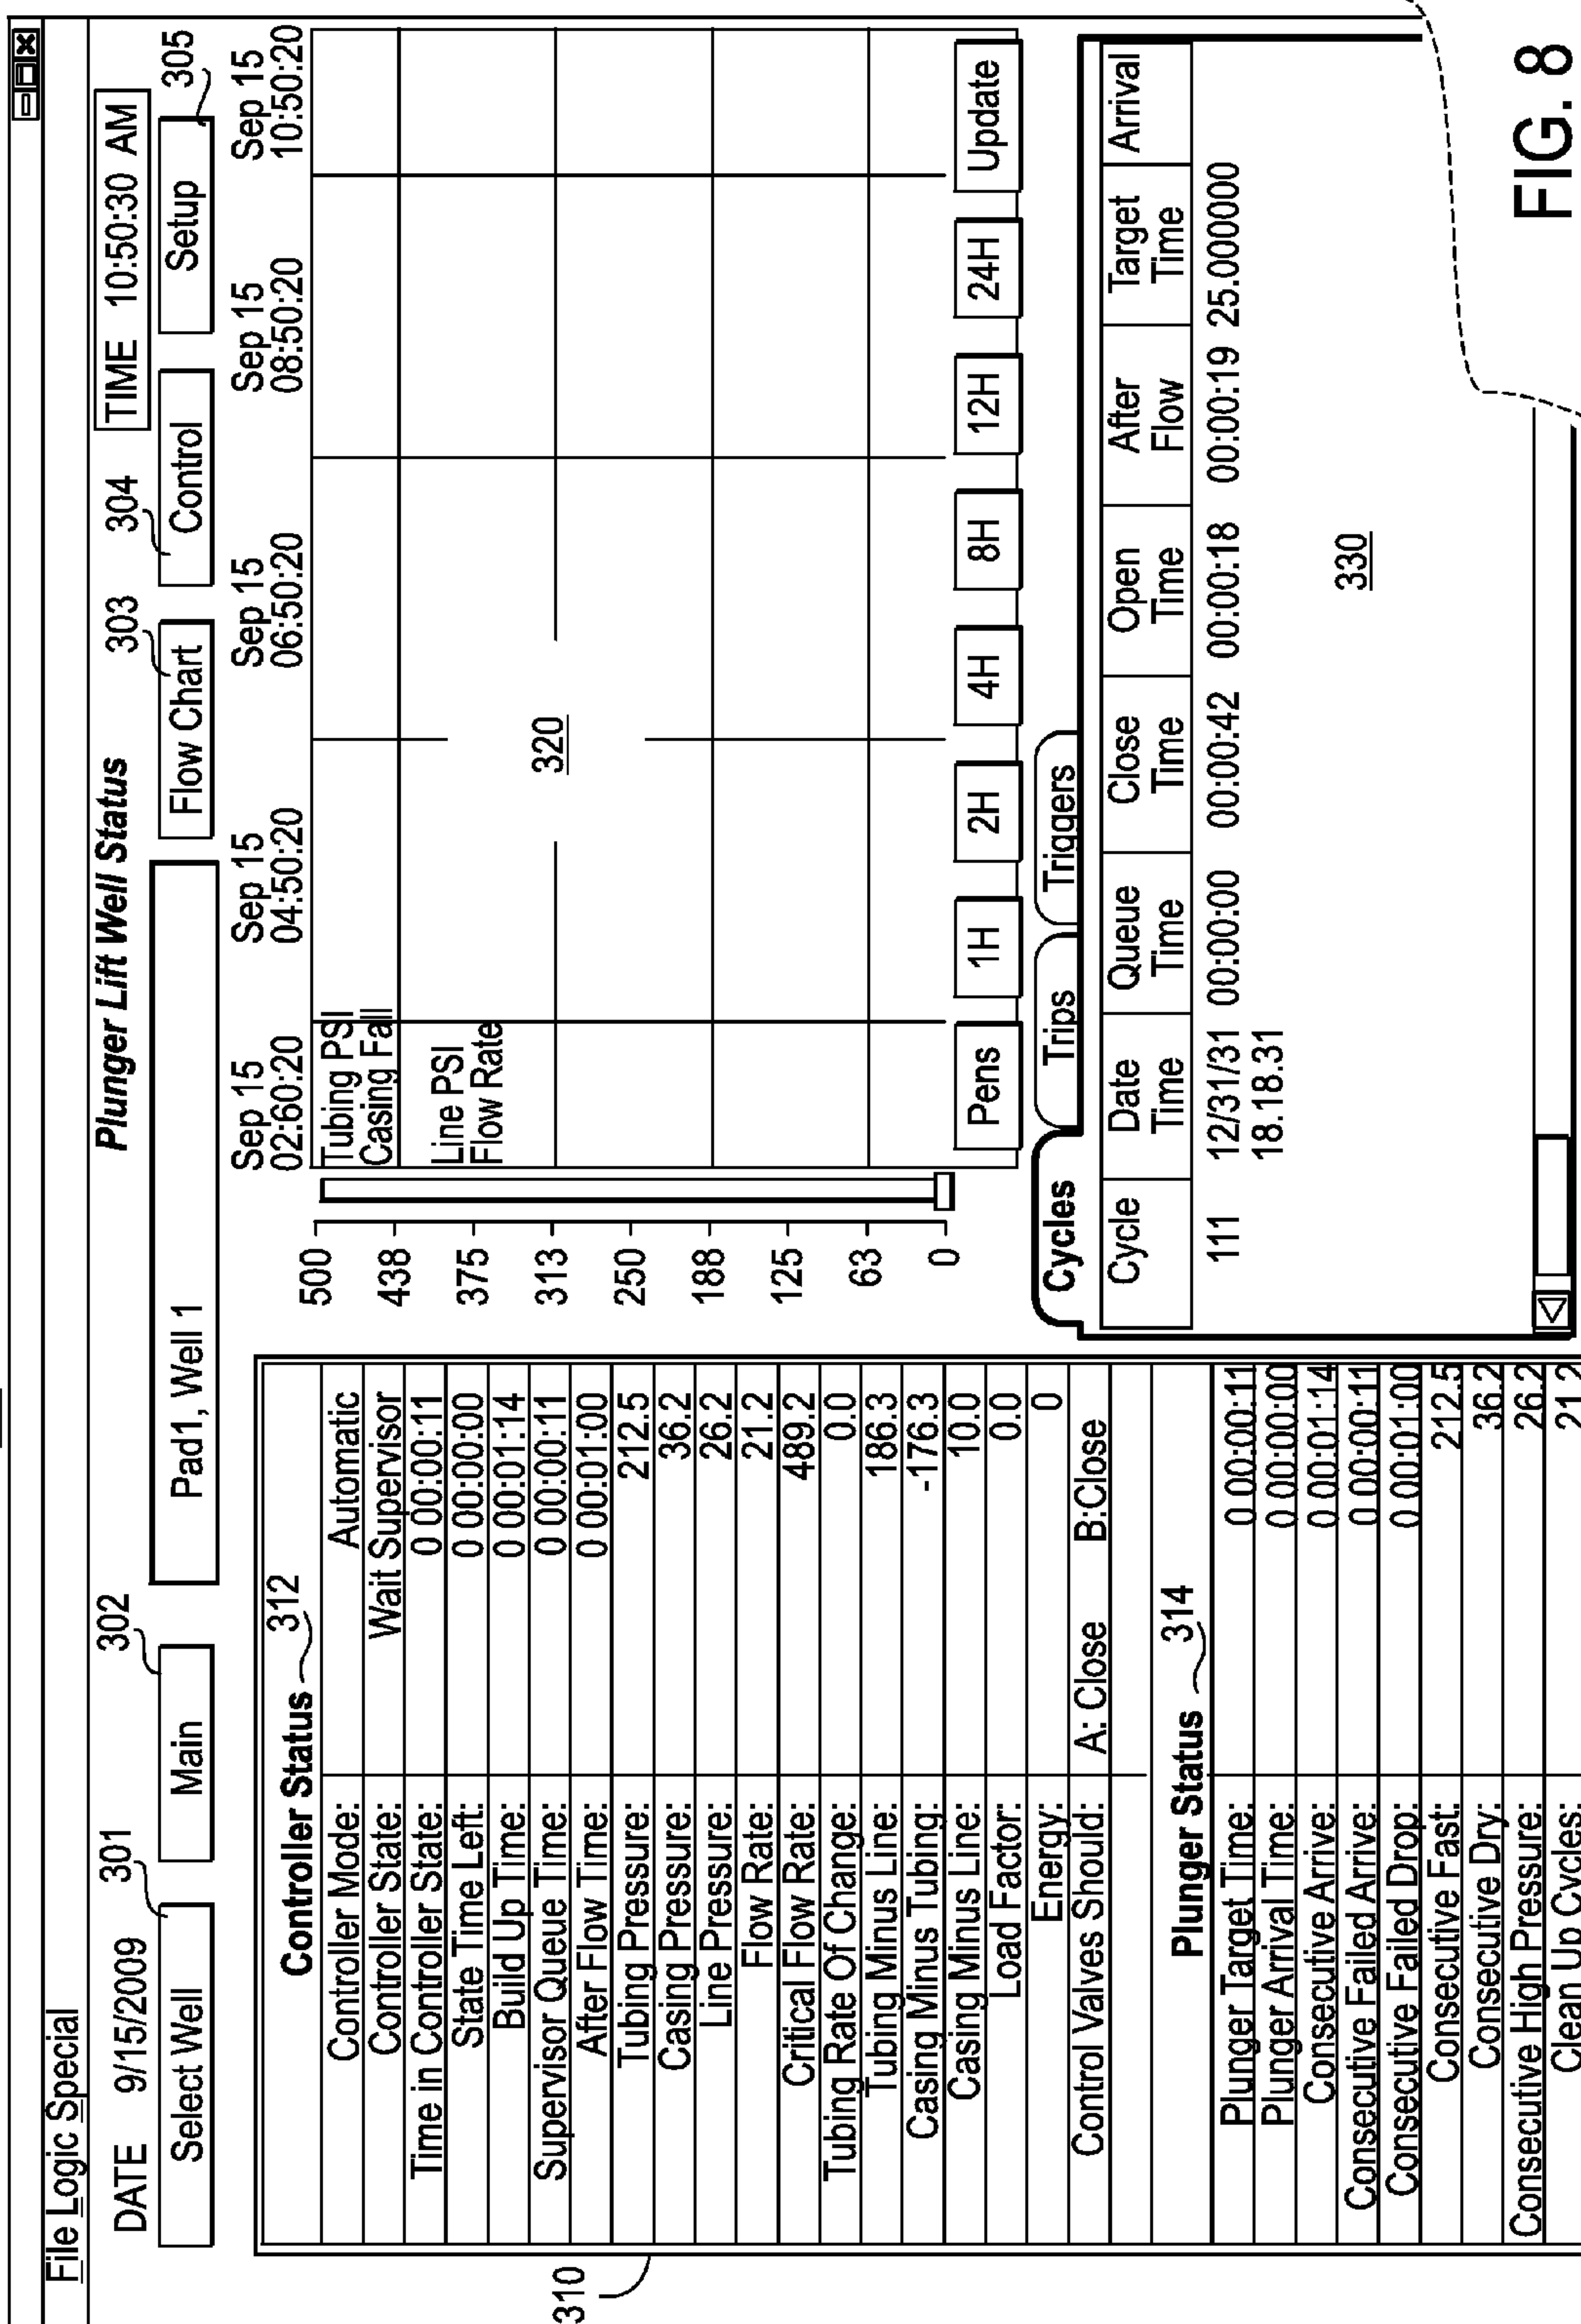 File Logic Special
Plunger Lift Well Status
DATE 9/15/2009
TIME 10:50:30 AM
301
302
303
304
305
Select Well
Main
Pad1, Well 1
Flow Chart
Control
Setup
310
Controller Status 312
Controller Mode: Automatic
Controller State: Wait Supervisor
Time in Controller State: 0 00:00:11
State Time Left: 0 00:00:00
Build Up Time: 0 00:01:14
Supervisor Queue Time: 0 00:00:11
After Flow Time: 0 00:01:00
Tubing Pressure: 212.5
Casing Pressure: 36.2
Line Pressure: 26.2
Flow Rate: 21.2
Critical Flow Rate: 489.2
Tubing Rate Of Change: 0.0
Tubing Minus Line: 186.3
Casing Minus Tubing: -176.3
Casing Minus Line: 10.0
Load Factor: 0.0
Energy: 0
Control Valves Should: A: Close B:Close
Plunger Status 314
Plunger Target Time: 0 00:00:11
Plunger Arrival Time: 0 00:00:00
Consecutive Arrive: 0 00:01:14
Consecutive Failed Arrive: 0 00:00:11
Consecutive Failed Drop: 0 00:01:00
Consecutive Fast: 212.5
Consecutive Dry: 36.2
Consecutive High Pressure: 26.2
Clean Up Cycles: 21.2
Sep 15 Sep 15 Sep 15 Sep 15 Sep 15
02:60:20 04:50:20 06:50:20 08:50:20 10:50:20
500
438
375
313
250
188
125
63
0
Tubing PSI
Casing Fall
Line PSI
Flow Rate
320
Pens 1H 2H 4H 8H 12H 24H Update
Cycles Trips Triggers
Cycle Date Queue Close Open After Target Arrival
Time Time Time Time Flow Time
111 12/31/31 00:00:00 00:00:42 00:00:18 00:00:19 25.000000
18.18.31
330
FIG. 8